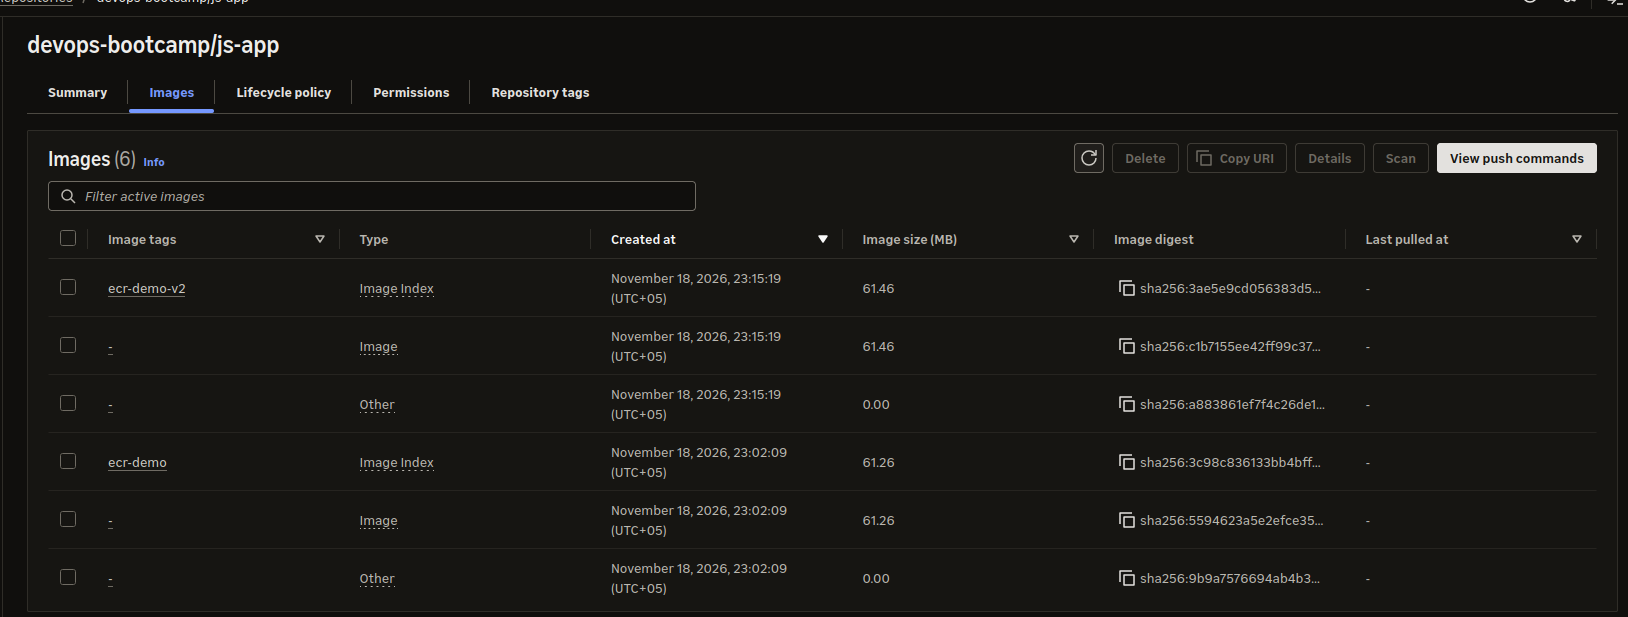 devops-bootcamp/js-app
Summary Images Lifecycle policy Permissions Repository tags
Images (6) Info Delete Copy URI Details Scan View push commands
Filter active images
Image tags Type Created at Image size (MB) Image digest Last pulled at
ecr-demo-v2 Image Index November 18, 2026, 23:15:19 (UTC+05) 61.46 sha256:3ae5e9cd056383d5... -
- Image November 18, 2026, 23:15:19 (UTC+05) 61.46 sha256:c1b7155ee42ff99c37... -
- Other November 18, 2026, 23:15:19 (UTC+05) 0.00 sha256:a883861ef7f4c26de1... -
ecr-demo Image Index November 18, 2026, 23:02:09 (UTC+05) 61.26 sha256:3c98c836133bb4bff... -
- Image November 18, 2026, 23:02:09 (UTC+05) 61.26 sha256:5594623a5e2efce35... -
- Other November 18, 2026, 23:02:09 (UTC+05) 0.00 sha256:9b9a7576694ab4b3... -